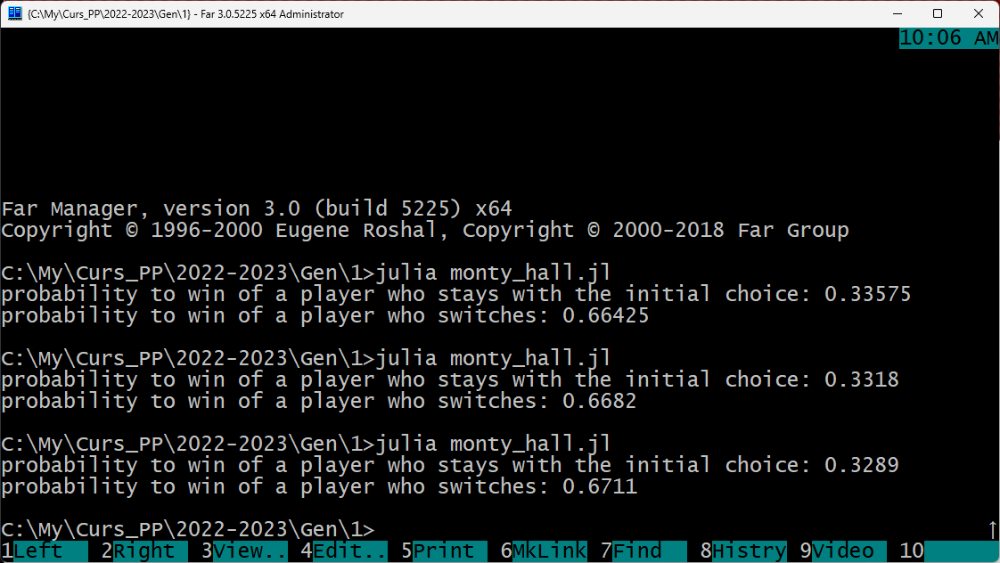 {C:\My\Curs_PP\2022-2023\Gen\1} - Far 3.0.5225 x64 Administrator
10:06 AM
Far Manager, version 3.0 (build 5225) x64
Copyright © 1996-2000 Eugene Roshal, Copyright © 2000-2018 Far Group
C:\My\Curs_PP\2022-2023\Gen\1>julia monty_hall.jl
probability to win of a player who stays with the initial choice: 0.33575
probability to win of a player who switches: 0.66425
C:\My\Curs_PP\2022-2023\Gen\1>julia monty_hall.jl
probability to win of a player who stays with the initial choice: 0.3318
probability to win of a player who switches: 0.6682
C:\My\Curs_PP\2022-2023\Gen\1>julia monty_hall.jl
probability to win of a player who stays with the initial choice: 0.3289
probability to win of a player who switches: 0.6711
C:\My\Curs_PP\2022-2023\Gen\1> ↑
1Left 2Right 3View.. 4Edit.. 5Print 6MkLink 7Find 8Histry 9Video 10